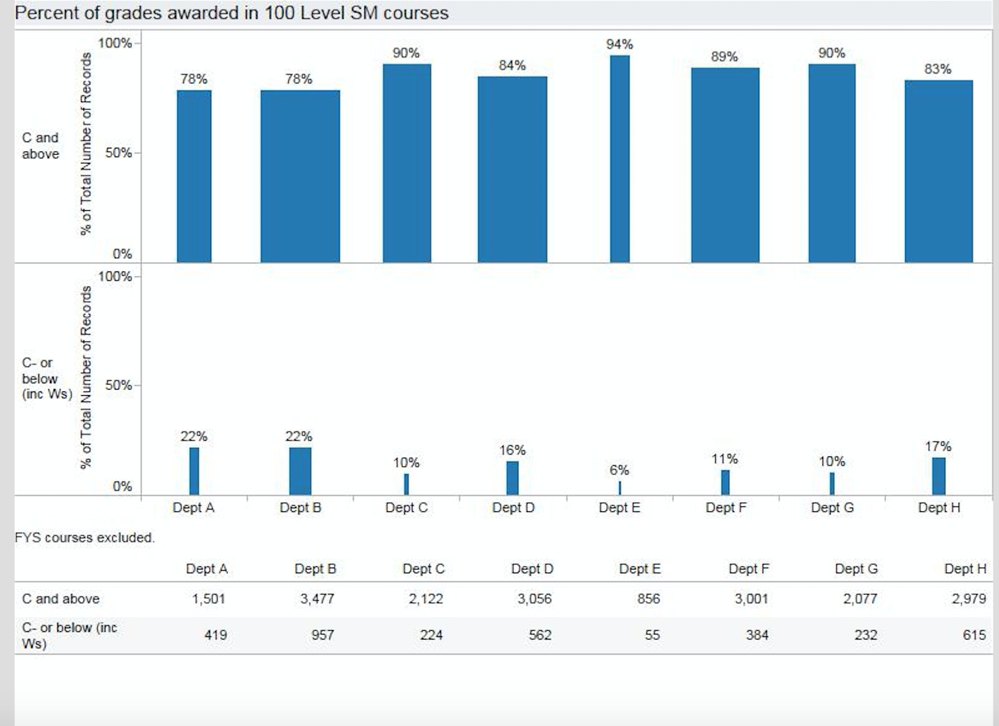 Percent of grades awarded in 100 Level SM courses
C and
above
% of Total Number of Records
100%
50%
0%
78%
78%
90%
84%
94%
89%
90%
83%
C- or
below
(inc Ws)
% of Total Number of Records
100%
50%
0%
22%
22%
10%
16%
6%
11%
10%
17%
Dept A Dept B Dept C Dept D Dept E Dept F Dept G Dept H
FYS courses excluded.
Dept A Dept B Dept C Dept D Dept E Dept F Dept G Dept H
C and above 1,501 3,477 2,122 3,056 856 3,001 2,077 2,979
C- or below (inc
Ws) 419 957 224 562 55 384 232 615